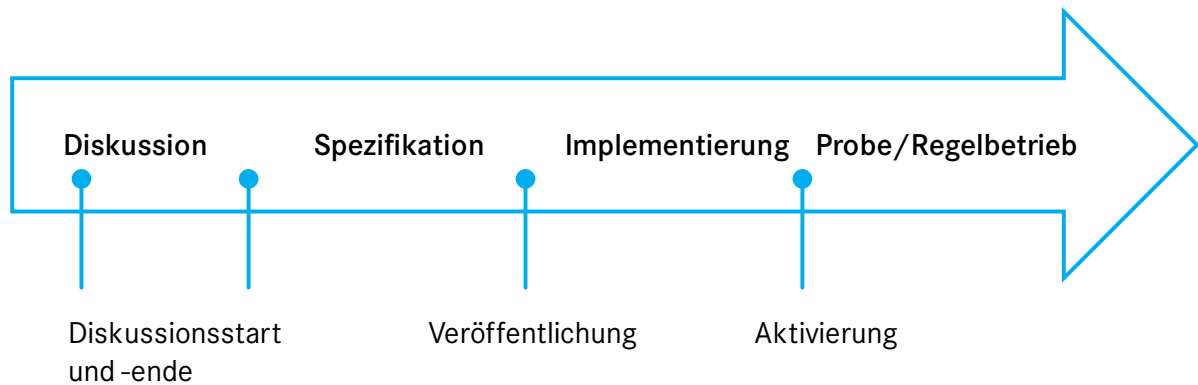 Diskussion Spezifikation Implementierung Probe/Regelbetrieb
Diskussionsstart Veröffentlichung Aktivierung
und -ende